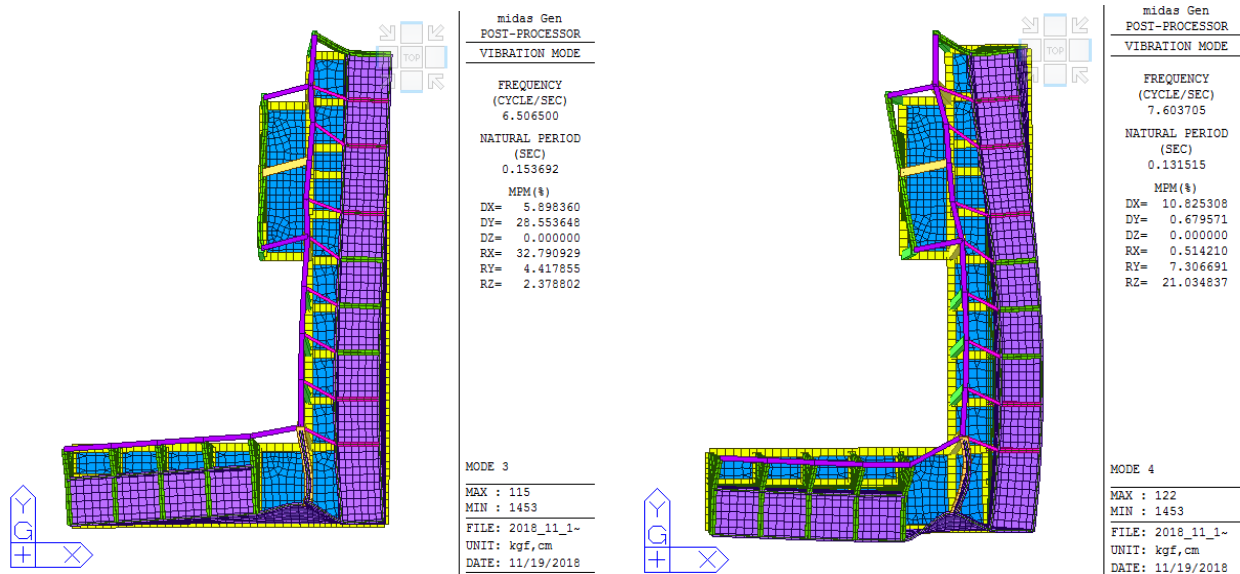 midas Gen
POST-PROCESSOR
VIBRATION MODE
FREQUENCY
(CYCLE/SEC)
6.506500
NATURAL PERIOD
(SEC)
0.153692
MPM(%)
DX= 5.898360
DY= 28.553648
DZ= 0.000000
RX= 32.790929
RY= 4.417855
RZ= 2.378802
MODE 3
MAX : 115
MIN : 1453
FILE: 2018_11_1~
UNIT: kgf,cm
DATE: 11/19/2018
TOP
Y
G
X
midas Gen
POST-PROCESSOR
VIBRATION MODE
FREQUENCY
(CYCLE/SEC)
7.603705
NATURAL PERIOD
(SEC)
0.131515
MPM(%)
DX= 10.825308
DY= 0.679571
DZ= 0.000000
RX= 0.514210
RY= 7.306691
RZ= 21.034837
MODE 4
MAX : 122
MIN : 1453
FILE: 2018_11_1~
UNIT: kgf,cm
DATE: 11/19/2018
TOP
Y
G
X